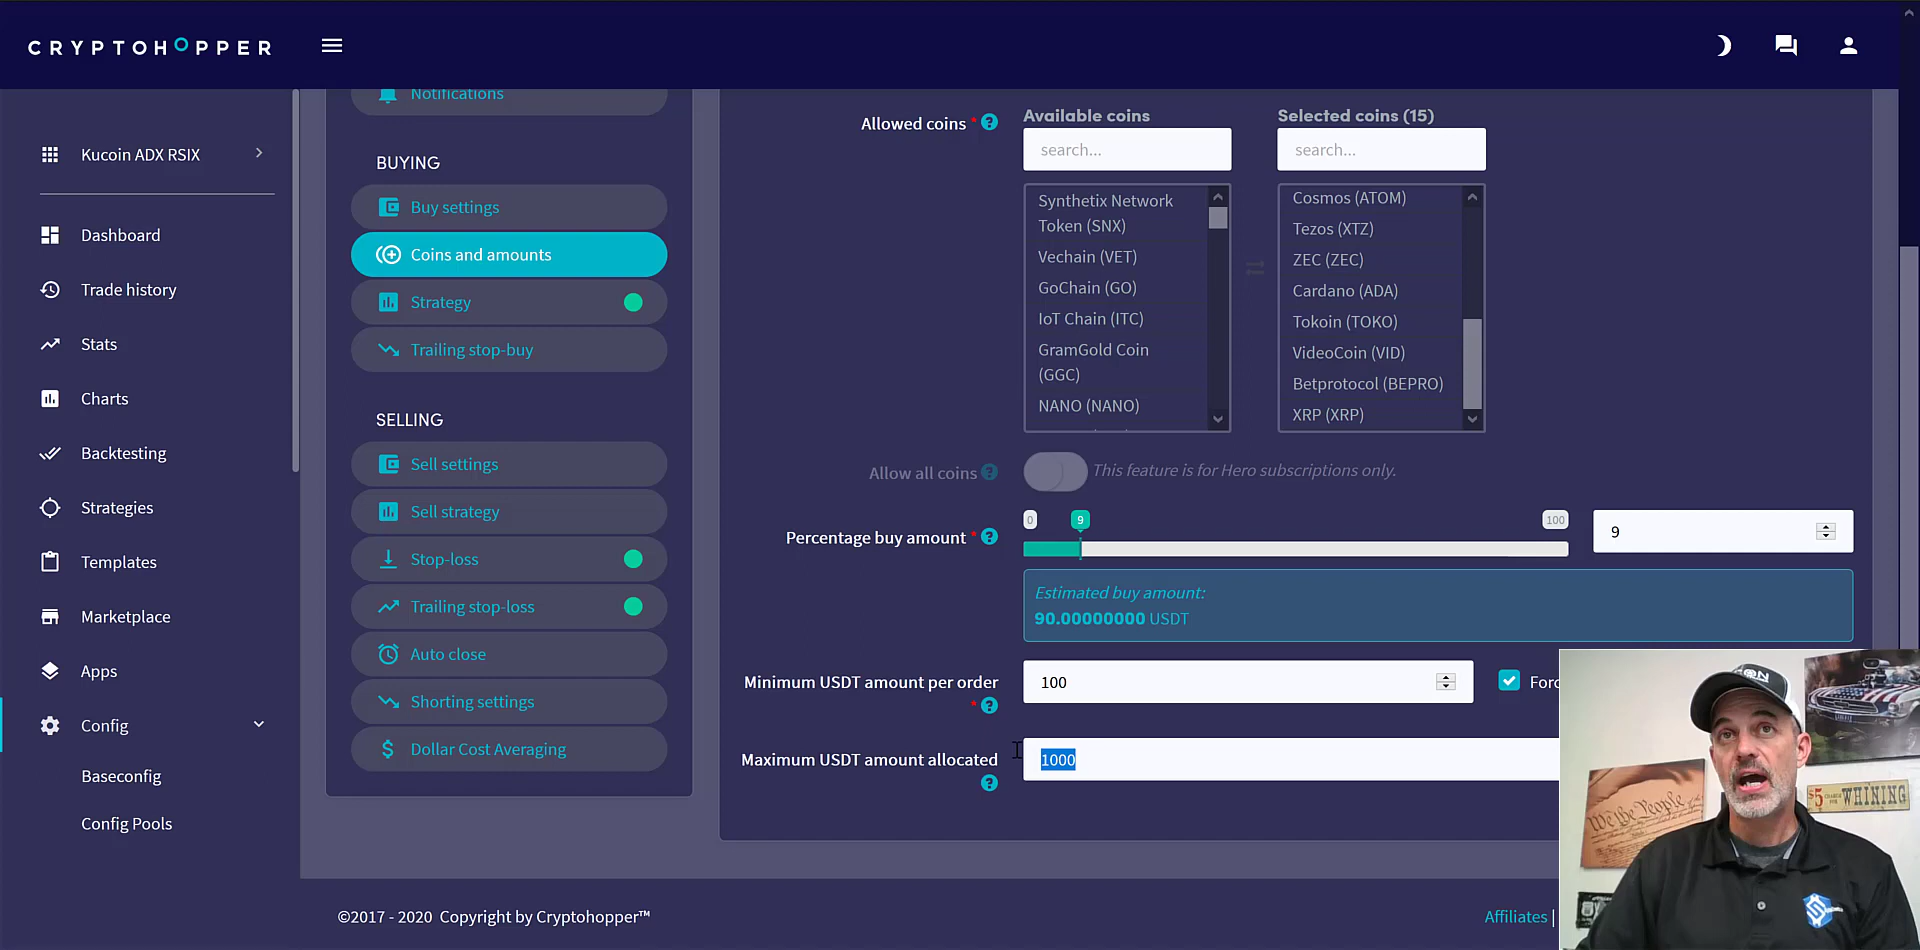 CRYPTOHOPPER
Kucoin ADX RSIX
Dashboard
Trade history
Stats
Charts
Backtesting
Strategies
Templates
Marketplace
Apps
Config
Baseconfig
Config Pools
Notifications
BUYING
Buy settings
Coins and amounts
Strategy
Trailing stop-buy
SELLING
Sell settings
Sell strategy
Stop-loss
Trailing stop-loss
Auto close
Shorting settings
Dollar Cost Averaging
Allowed coins * ?
Available coins
search...
Synthetix Network
Token (SNX)
Vechain (VET)
GoChain (GO)
IoT Chain (ITC)
GramGold Coin
(GGC)
NANO (NANO)
Selected coins (15)
search...
Cosmos (ATOM)
Tezos (XTZ)
ZEC (ZEC)
Cardano (ADA)
Tokoin (TOKO)
VideoCoin (VID)
Betprotocol (BEPRO)
XRP (XRP)
Allow all coins ?
This feature is for Hero subscriptions only.
Percentage buy amount * ?
0 9 100
9
Estimated buy amount:
90.00000000 USDT
Minimum USDT amount per order
* ?
100
Forc
Maximum USDT amount allocated
?
1000
©2017 - 2020 Copyright by Cryptohopper™
Affiliates |
We the People
$5 CHARGE FOR WHINING